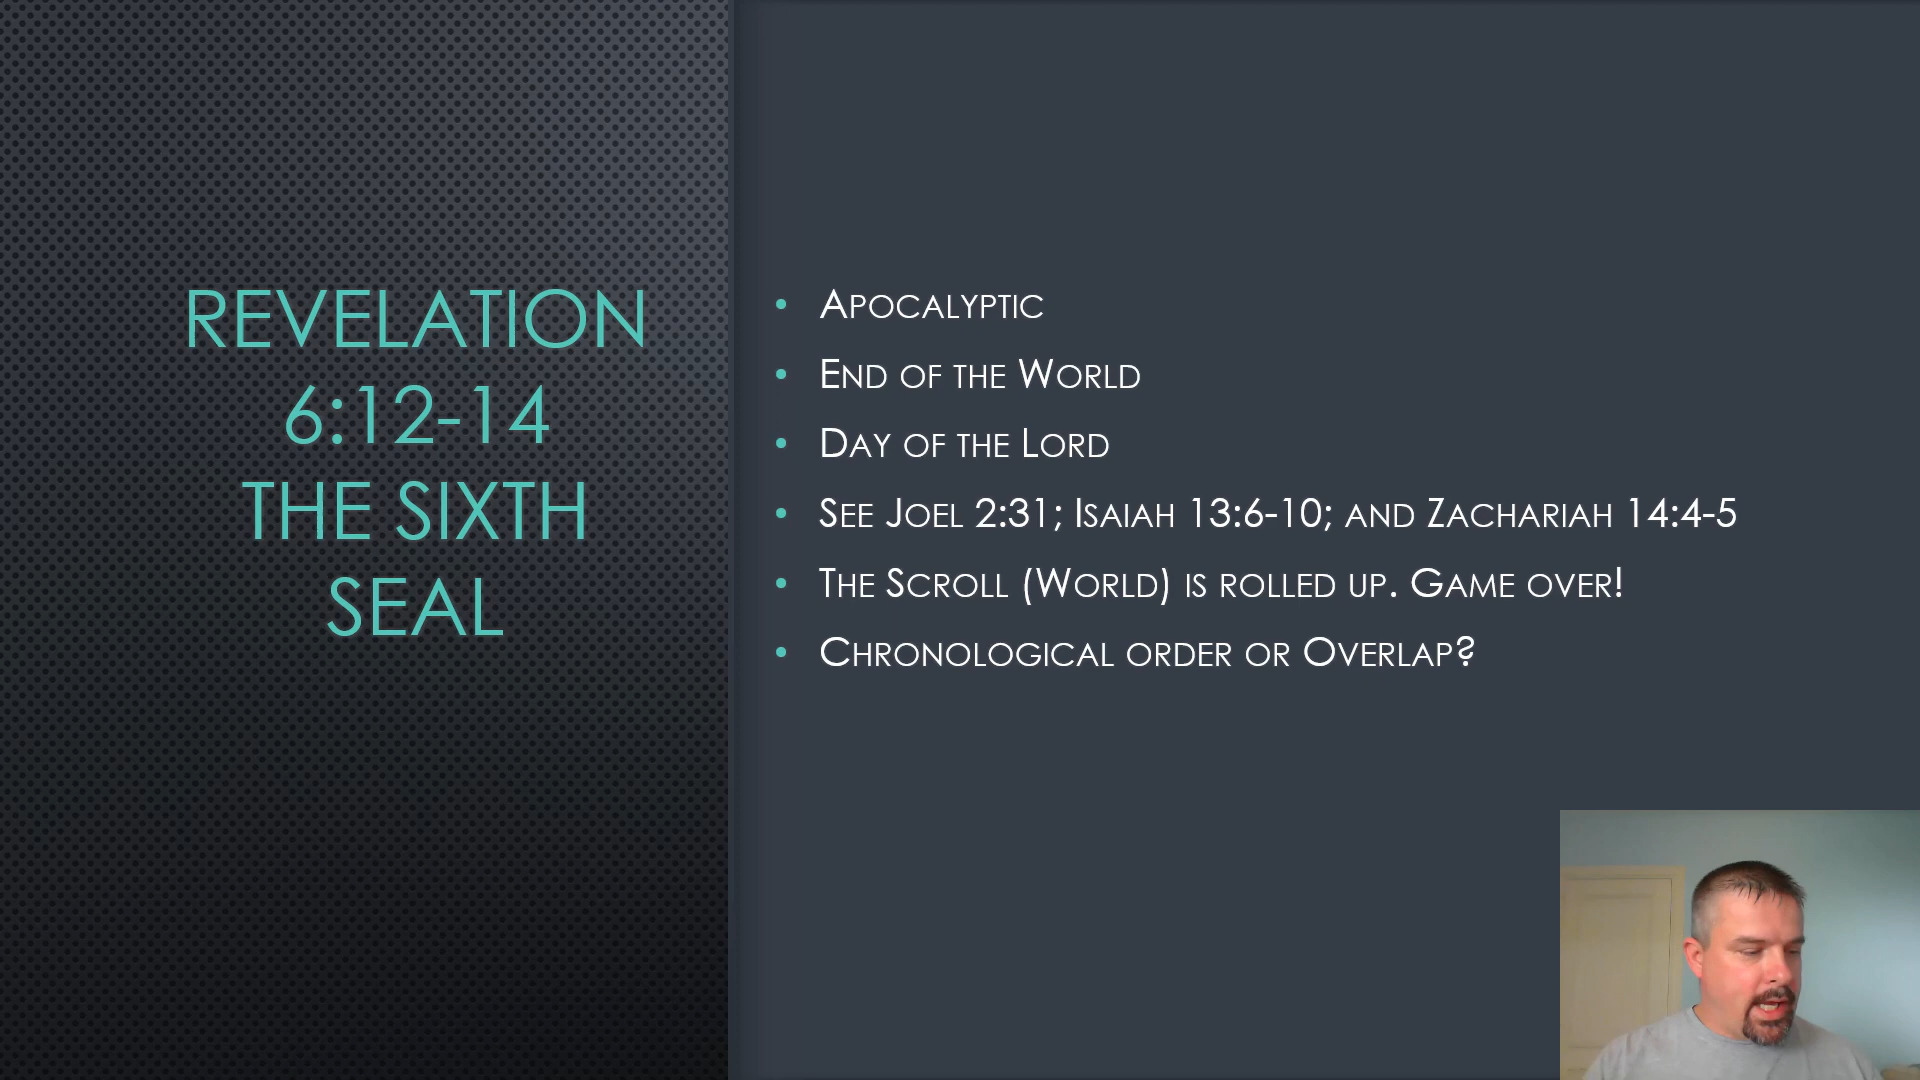 REVELATION
6:12-14
THE SIXTH
SEAL
• Apocalyptic
• End of the World
• Day of the Lord
• See Joel 2:31; Isaiah 13:6-10; and Zachariah 14:4-5
• The Scroll (World) is rolled up. Game over!
• Chronological order or Overlap?